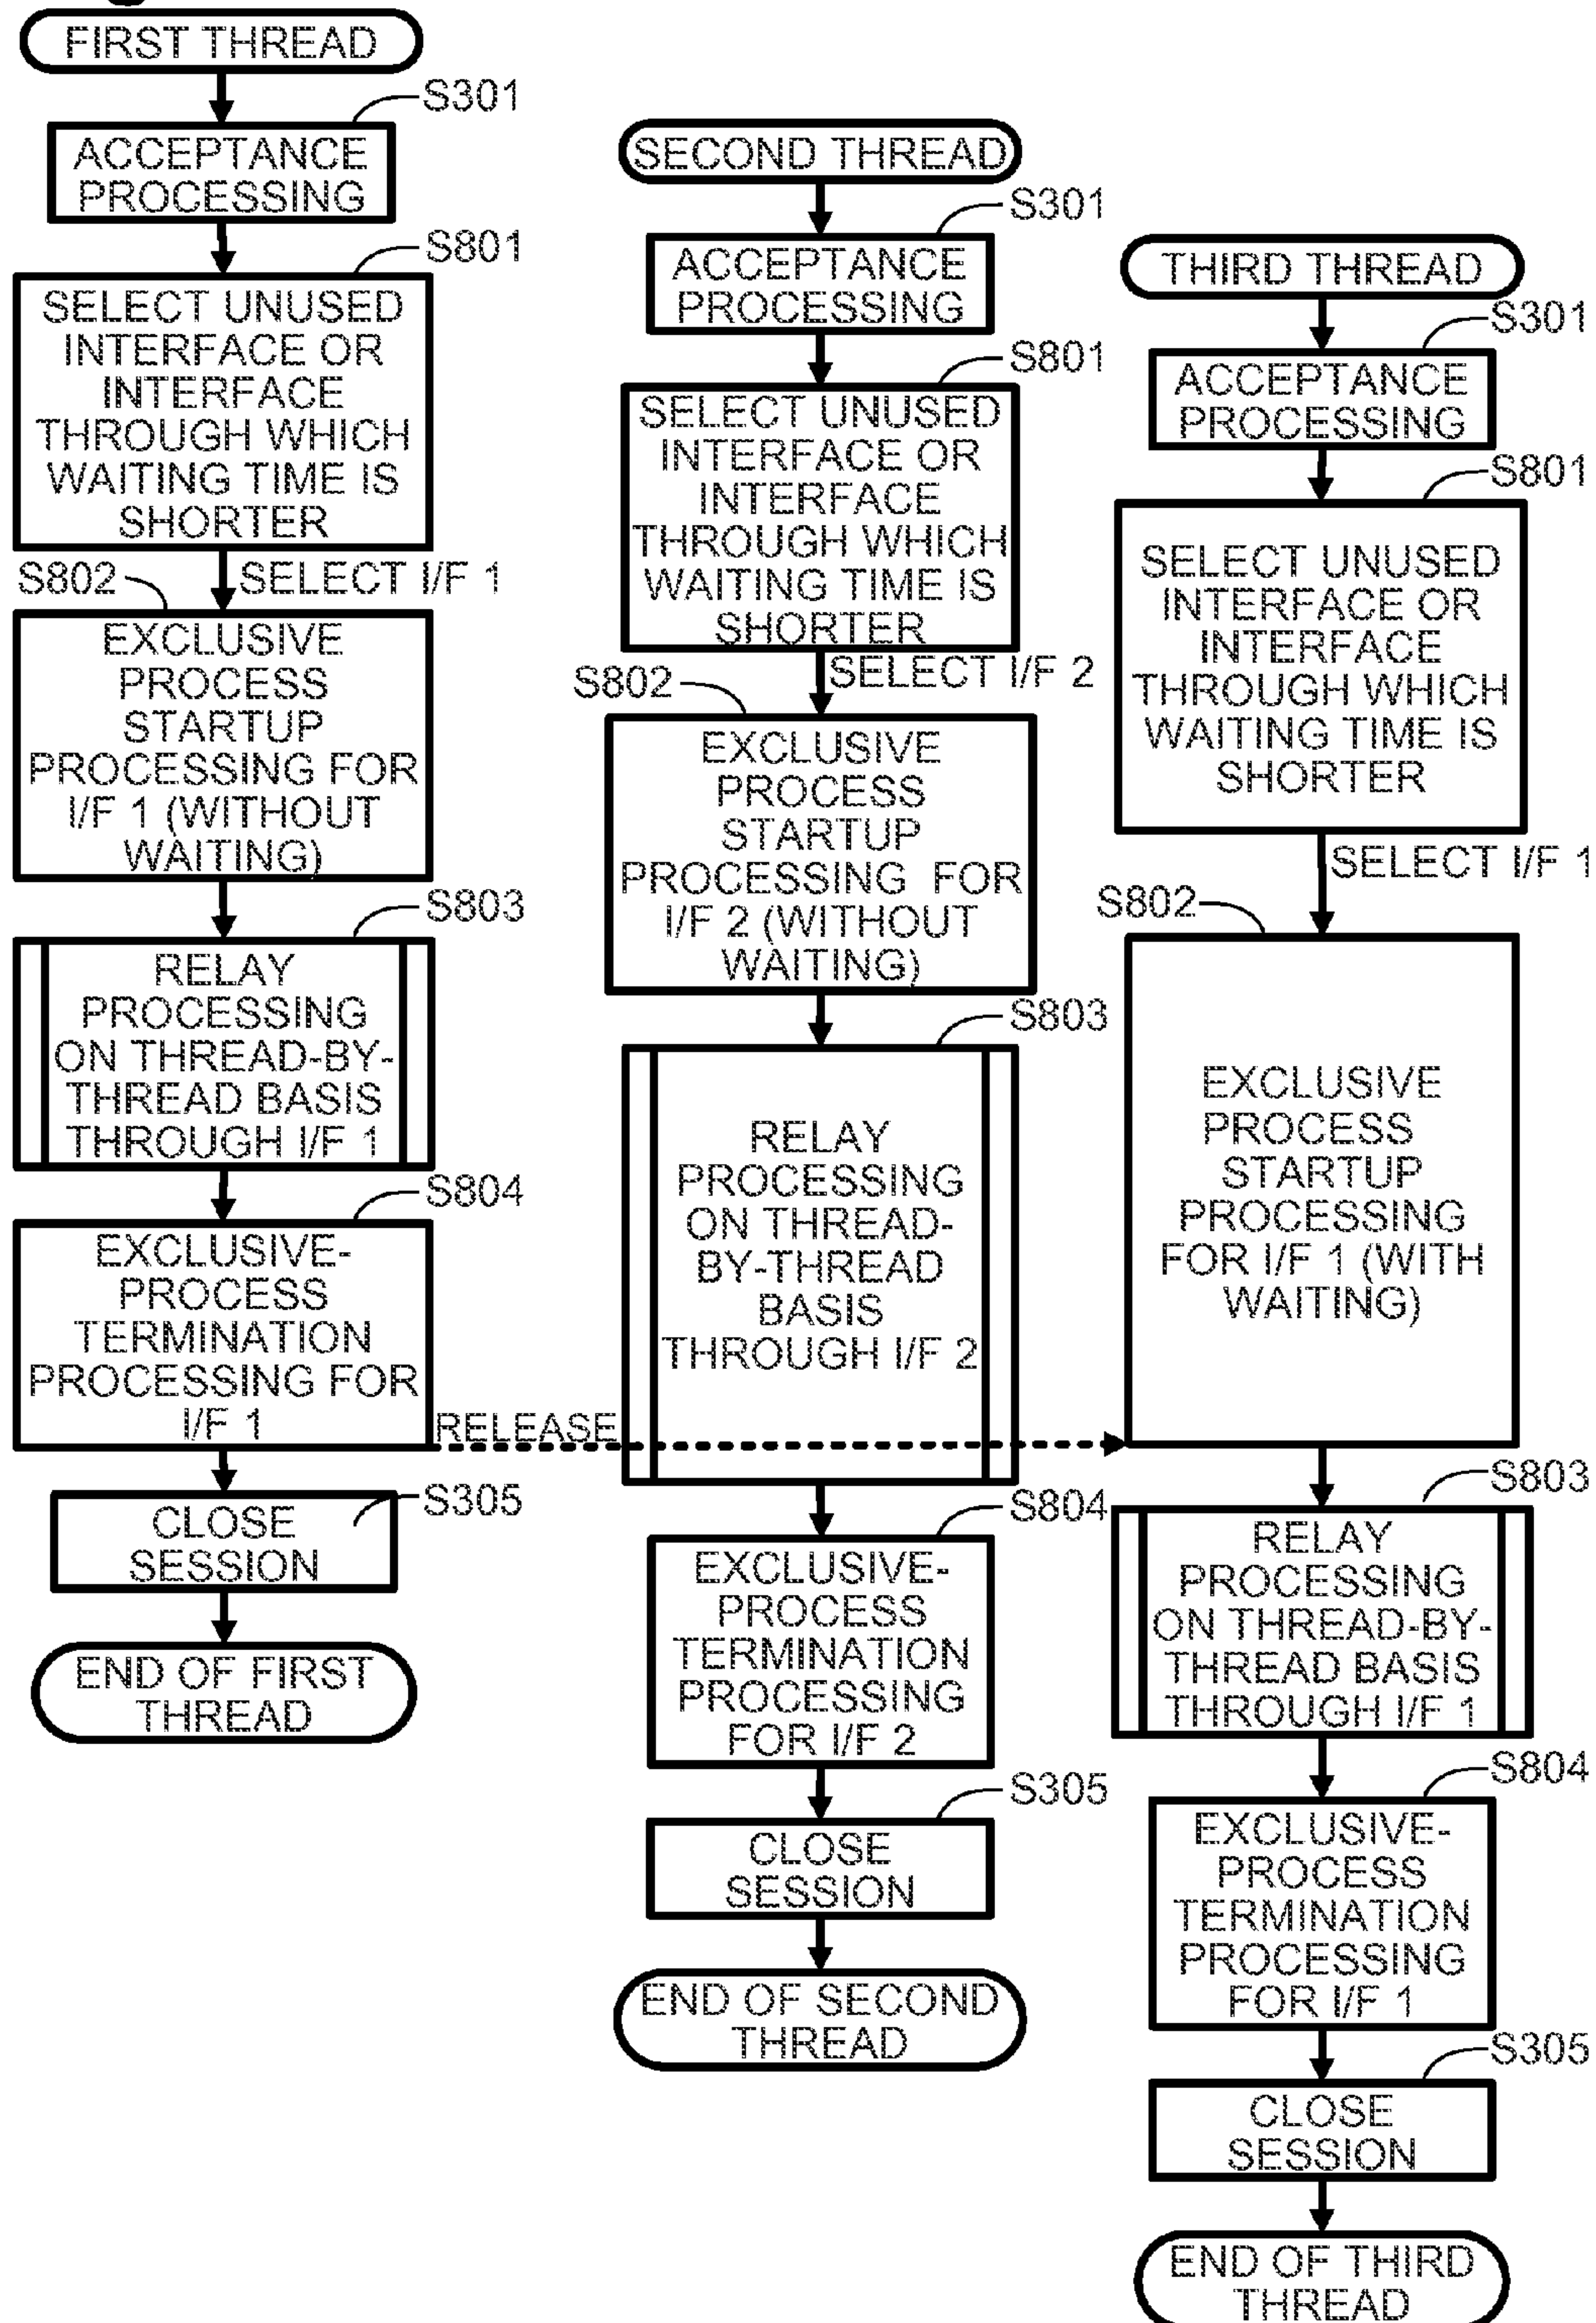 FIRST THREAD
S301
ACCEPTANCE
PROCESSING
S801
SELECT UNUSED
INTERFACE OR
INTERFACE
THROUGH WHICH
WAITING TIME IS
SHORTER
SELECT I/F 1
S802
EXCLUSIVE
PROCESS
STARTUP
PROCESSING FOR
I/F 1 (WITHOUT
WAITING)
S803
RELAY
PROCESSING
ON THREAD-BY-
THREAD BASIS
THROUGH I/F 1
S804
EXCLUSIVE-
PROCESS
TERMINATION
PROCESSING FOR
I/F 1
RELEASE
S305
CLOSE
SESSION
END OF FIRST
THREAD
SECOND THREAD
S301
ACCEPTANCE
PROCESSING
S801
SELECT UNUSED
INTERFACE OR
INTERFACE
THROUGH WHICH
WAITING TIME IS
SHORTER
SELECT I/F 2
S802
EXCLUSIVE
PROCESS
STARTUP
PROCESSING FOR
I/F 2 (WITHOUT
WAITING)
S803
RELAY
PROCESSING
ON THREAD-
BY-THREAD
BASIS
THROUGH I/F 2
S804
EXCLUSIVE-
PROCESS
TERMINATION
PROCESSING
FOR I/F 2
S305
CLOSE
SESSION
END OF SECOND
THREAD
THIRD THREAD
S301
ACCEPTANCE
PROCESSING
S801
SELECT UNUSED
INTERFACE OR
INTERFACE
THROUGH WHICH
WAITING TIME IS
SHORTER
SELECT I/F 1
S802
EXCLUSIVE
PROCESS
STARTUP
PROCESSING
FOR I/F 1 (WITH
WAITING)
S803
RELAY
PROCESSING
ON THREAD-BY-
THREAD BASIS
THROUGH I/F 1
S804
EXCLUSIVE-
PROCESS
TERMINATION
PROCESSING
FOR I/F 1
S305
CLOSE
SESSION
END OF THIRD
THREAD